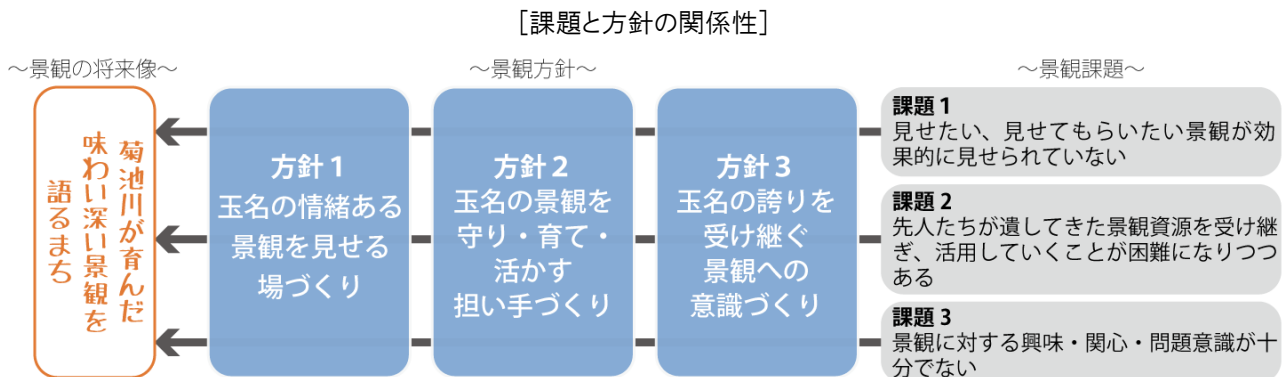 ［課題と方針の関係性］
～景観の将来像～
菊池川が育んだ
味わい深い景観を
語るまち
～景観方針～
方針 1
玉名の情緒ある
景観を見せる
場づくり
方針 2
玉名の景観を
守り・育て・
活かす
担い手づくり
方針 3
玉名の誇りを
受け継ぐ
景観への
意識づくり
～景観課題～
課題 1
見せたい、見せてもらいたい景観が効
果的に見せられていない
課題 2
先人たちが遺してきた景観資源を受け継
ぎ、活用していくことが困難になりつつ
ある
課題 3
景観に対する興味・関心・問題意識が十
分でない